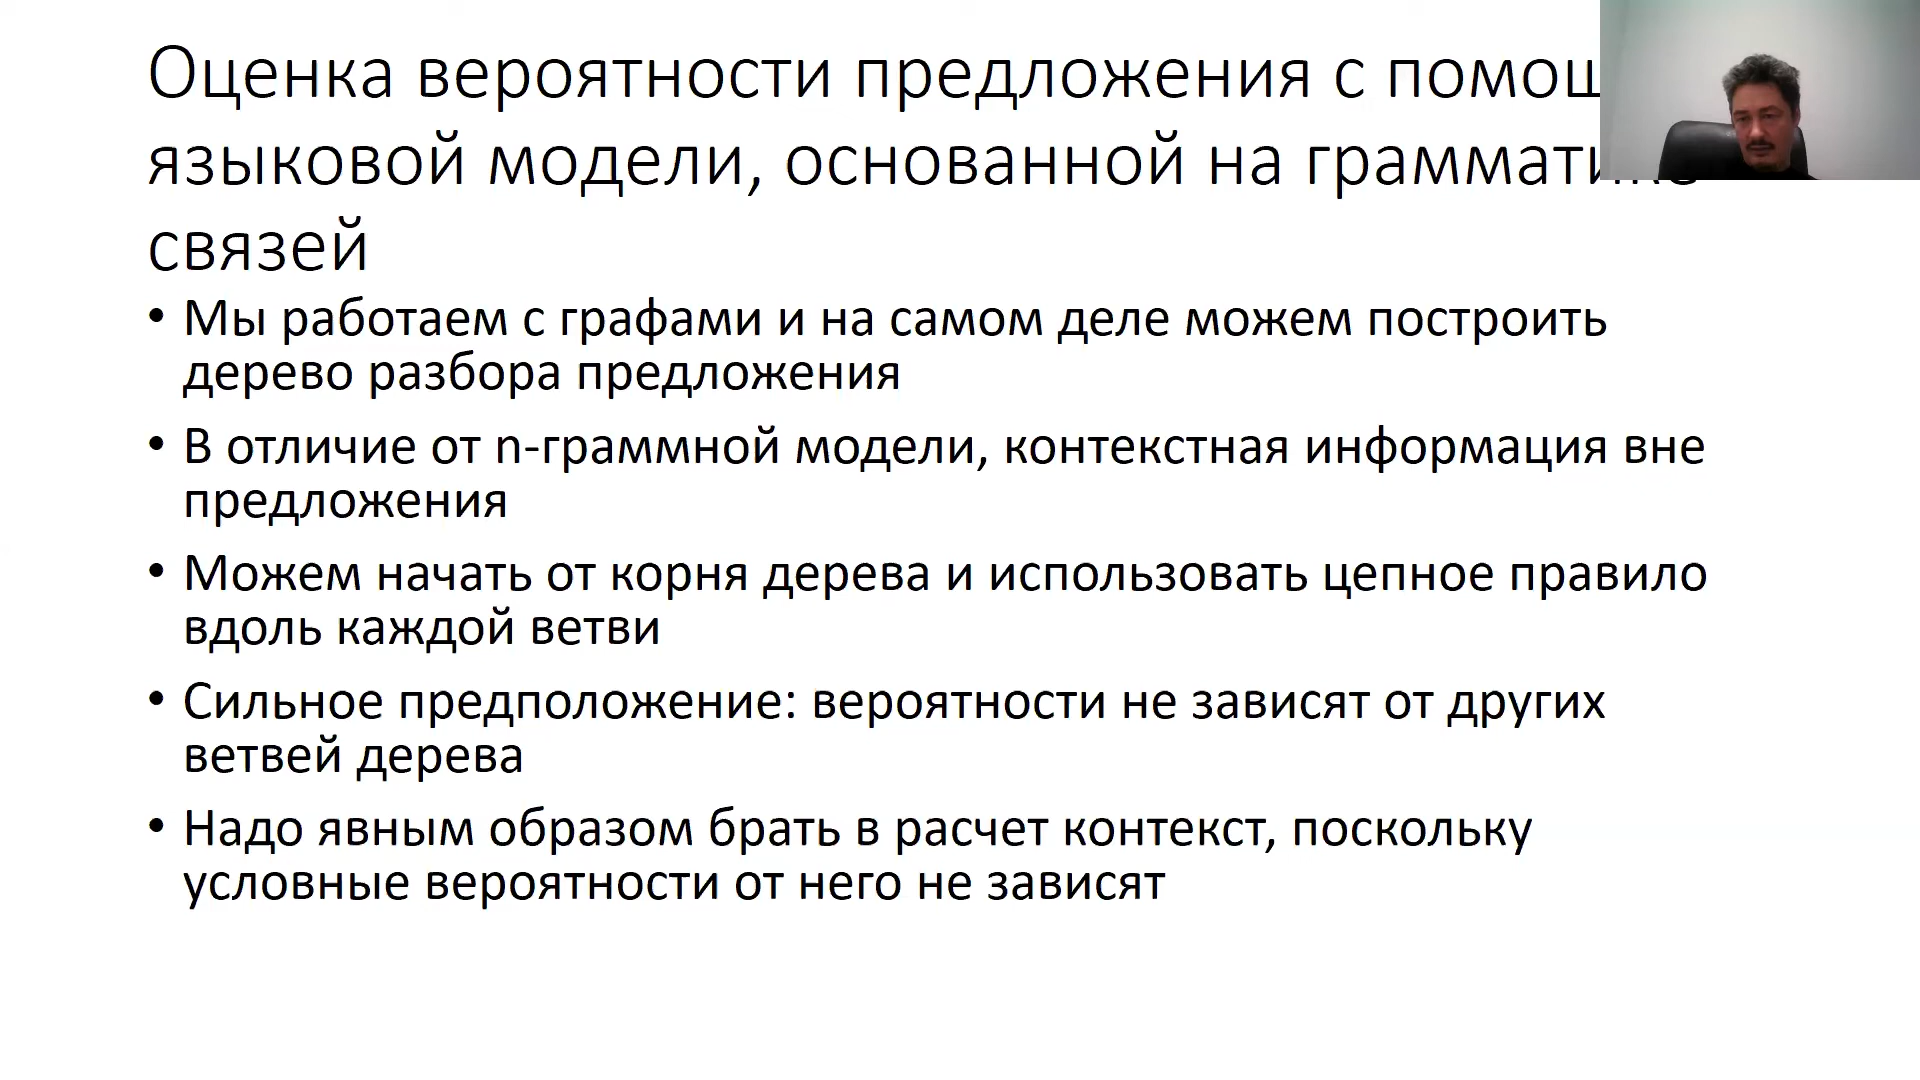 Оценка вероятности предложения с
языковой модели, основанной на
связей
• Мы работаем с графами и на самом деле можем построить
дерево разбора предложения
• В отличие от n-граммной модели, контекстная информация вне
предложения
• Можем начать от корня дерева и использовать цепное правило
вдоль каждой ветви
• Сильное предположение: вероятности не зависят от других
ветвей дерева
• Надо явным образом брать в расчет контекст, поскольку
условные вероятности от него не зависят